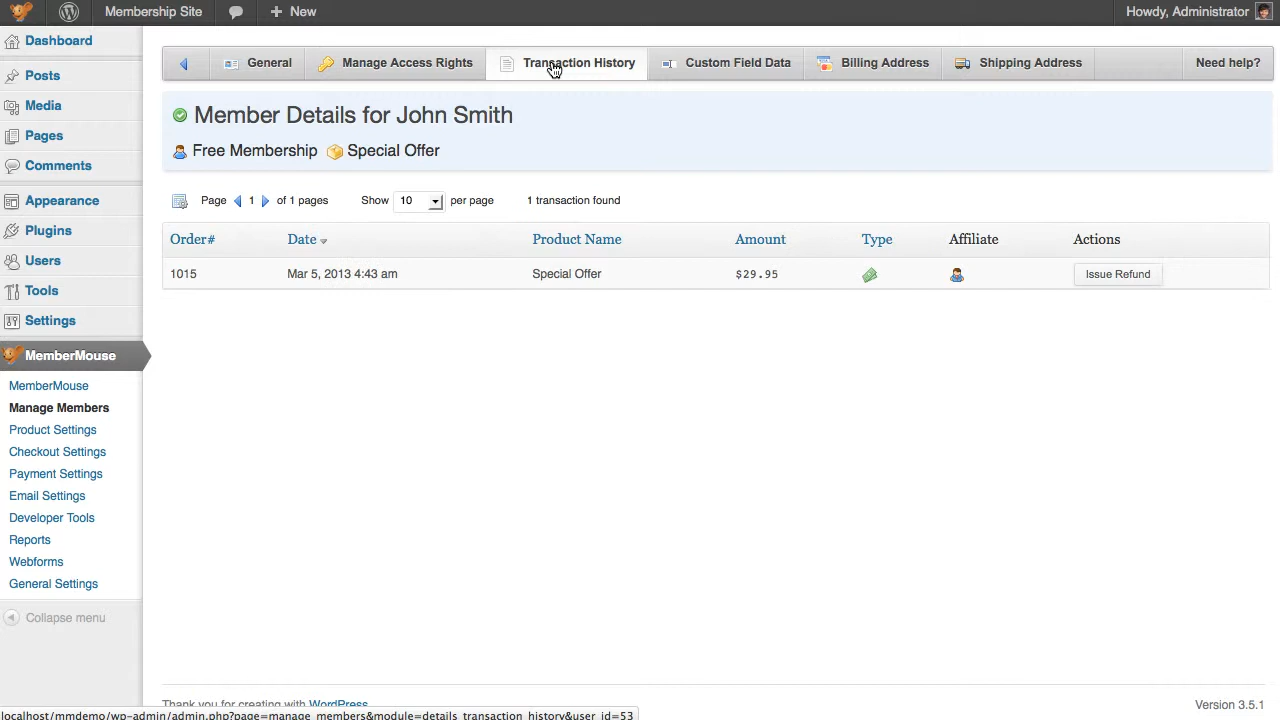 Membership Site
New
Howdy, Administrator
Dashboard
Posts
Media
Pages
Comments
Appearance
Plugins
Users
Tools
Settings
MemberMouse
MemberMouse
Manage Members
Product Settings
Checkout Settings
Payment Settings
Email Settings
Developer Tools
Reports
Webforms
General Settings
Collapse menu
General
Manage Access Rights
Transaction History
Custom Field Data
Billing Address
Shipping Address
Need help?
Member Details for John Smith
Free Membership Special Offer
Page 1 of 1 pages Show 10 per page 1 transaction found
Order# Date Product Name Amount Type Affiliate Actions
1015 Mar 5, 2013 4:43 am Special Offer $29.95 Issue Refund
Thank you for creating with WordPress
Version 3.5.1
localhost/mmdemo/wp-admin/admin.php?page=manage_members&module=details_transaction_history&user_id=53